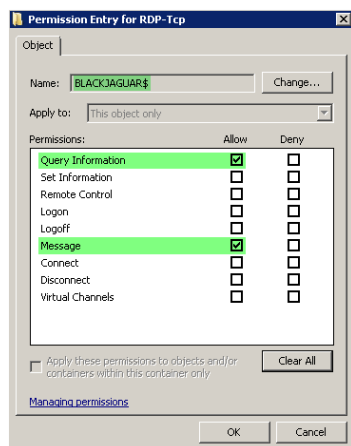 Permission Entry for RDP-Tcp
Object
Name: BLACKJAGUAR$ Change...
Apply to: This object only
Permissions: Allow Deny
Query Information
Set Information
Remote Control
Logon
Logoff
Message
Connect
Disconnect
Virtual Channels
Apply these permissions to objects and/or
containers within this container only
Clear All
Managing permissions
OK Cancel